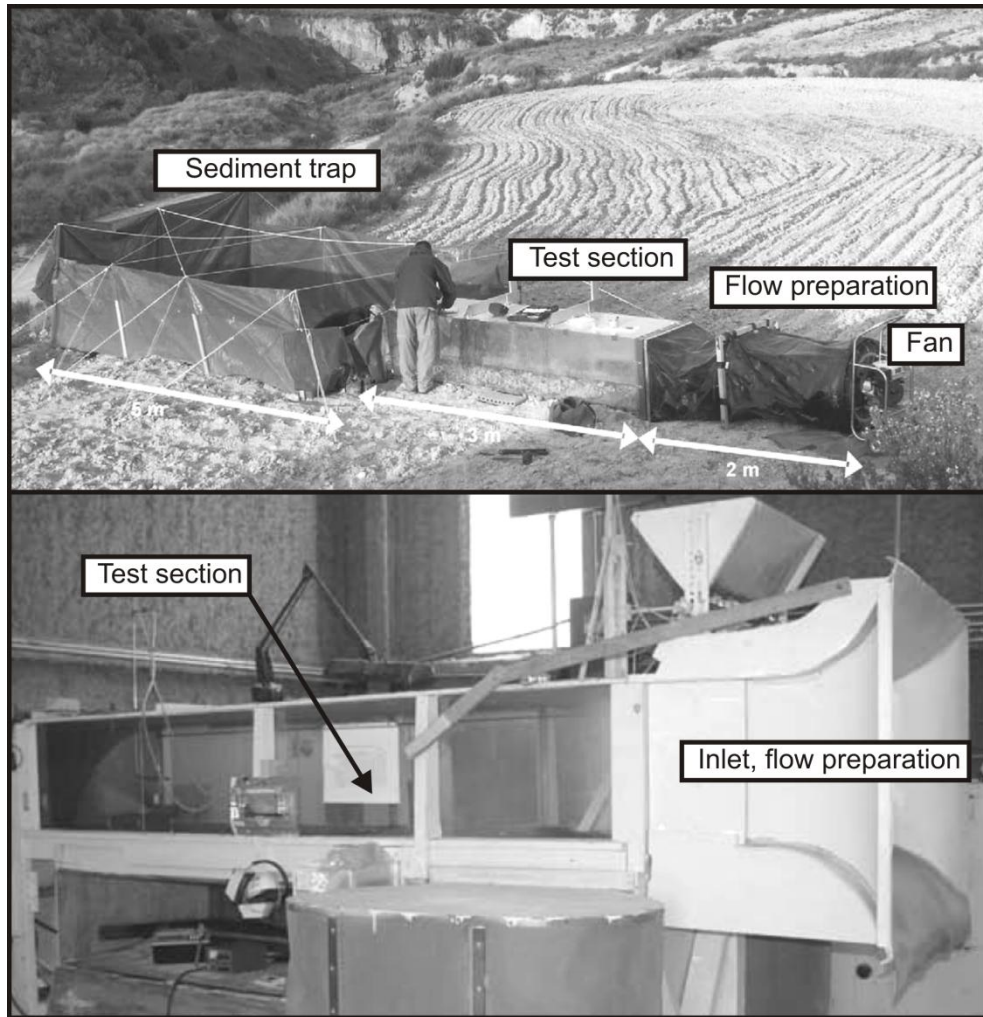 Sediment trap
Test section
Flow preparation
Fan
5 m
3 m
2 m
Test section
Inlet, flow preparation